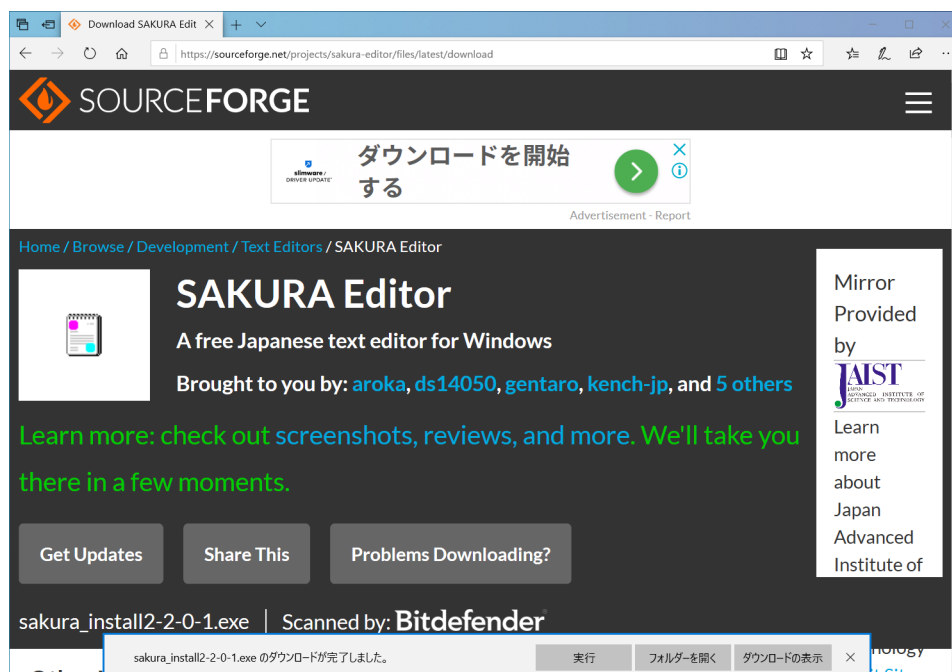 Download SAKURA Edit
https://sourceforge.net/projects/sakura-editor/files/latest/download
SOURCEFORGE
slimware /
DRIVER UPDATE
ダウンロードを開始
する
Advertisement - Report
Home / Browse / Development / Text Editors / SAKURA Editor
SAKURA Editor
A free Japanese text editor for Windows
Brought to you by: aroka, ds14050, gentaro, kench-jp, and 5 others
Learn more: check out screenshots, reviews, and more. We'll take you
there in a few moments.
Get Updates
Share This
Problems Downloading?
sakura_install2-2-0-1.exe
Scanned by: Bitdefender
Mirror
Provided
by
JAIST
JAPAN
ADVANCED INSTITUTE OF
SCIENCE AND TECHNOLOGY
Learn
more
about
Japan
Advanced
Institute of
sakura_install2-2-0-1.exe のダウンロードが完了しました。
実行
フォルダーを開く
ダウンロードの表示